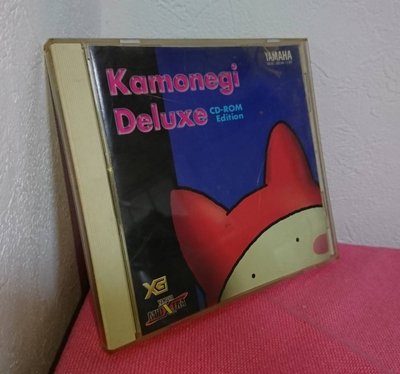 YAMAHA
Kamonegi
Deluxe
CD-ROM
Edition
XG